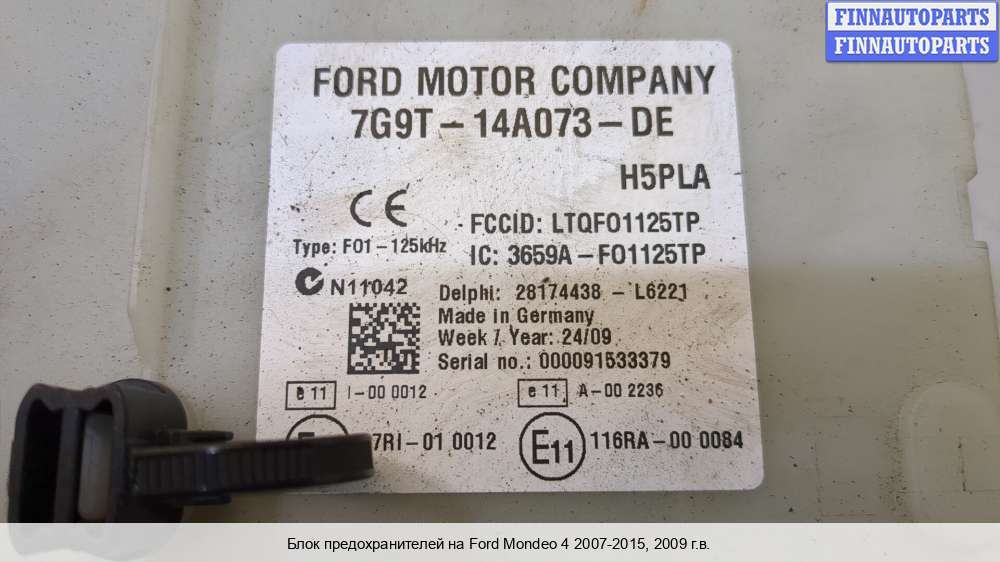 FINNAUTOPARTS
FINNAUTOPARTS
FORD MOTOR COMPANY
7G9T-14A073-DE
H5PLA
CE
FCCID: LTQF01125TP
Type: F01-125kHz
IC: 3659A-F01125TP
N11042
Delphi: 28174438 - L6221
Made in Germany
Week / Year: 24/09
Serial no.: 000091533379
e 11 I-00 0012
e 11 A-00 2236
7RI-01 0012
E11 116RA-00 0084
Блок предохранителей на Ford Mondeo 4 2007-2015, 2009 г.в.